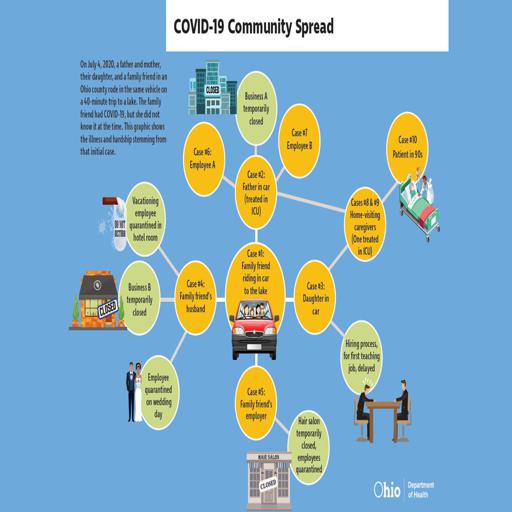 COVID-19 Community Spread
On July 4, 2020, a father and mother,
their daughter, and a family friend in an
Ohio county rode in the same vehicle on
a 40-minute trip to a lake. The family
friend had COVID-19, but she did not
know it at the time. This graphic shows
the illness and hardship stemming from
that initial case.
CLOSED
Business A
temporarily
closed
Case #6:
Employee A
Case #7
Employee B
Case #10
Patient in 90s
Case #2:
Father in car
(treated in
ICU)
Cases #8 & #9
Home-visiting
caregivers
(One treated
in ICU)
Vacationing
employee
quarantined in
hotel room
DO NOT
Case #1:
Family friend
riding in car
to the lake
Case #3:
Daughter in
car
Case #4:
Family friend's
husband
Business B
temporarily
closed
CLOSED
Hiring process,
for first teaching
job, delayed
Employee
quarantined
on wedding
day
Case #5:
Family friend's
employer
Hair salon
temporarily
closed,
employees
quarantined
HAIR SALON
CLOSED
Ohio
Department
of Health